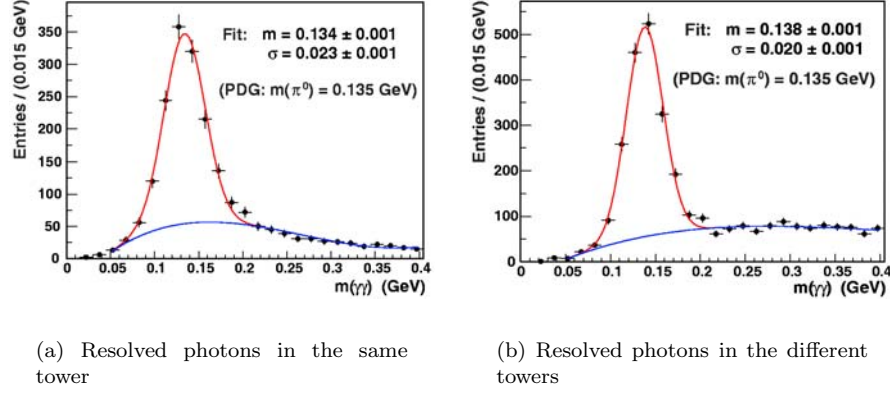 Entries / (0.015 GeV)
350
300
250
200
150
100
50
0
Fit: m = 0.134 ± 0.001
σ = 0.023 ± 0.001
(PDG: m(π⁰) = 0.135 GeV)
0 0.05 0.1 0.15 0.2 0.25 0.3 0.35 0.4
m(γγ) (GeV)
(a) Resolved photons in the same
tower
Entries / (0.015 GeV)
500
400
300
200
100
0
Fit: m = 0.138 ± 0.001
σ = 0.020 ± 0.001
(PDG: m(π⁰) = 0.135 GeV)
0 0.05 0.1 0.15 0.2 0.25 0.3 0.35 0.4
m(γγ) (GeV)
(b) Resolved photons in the different
towers